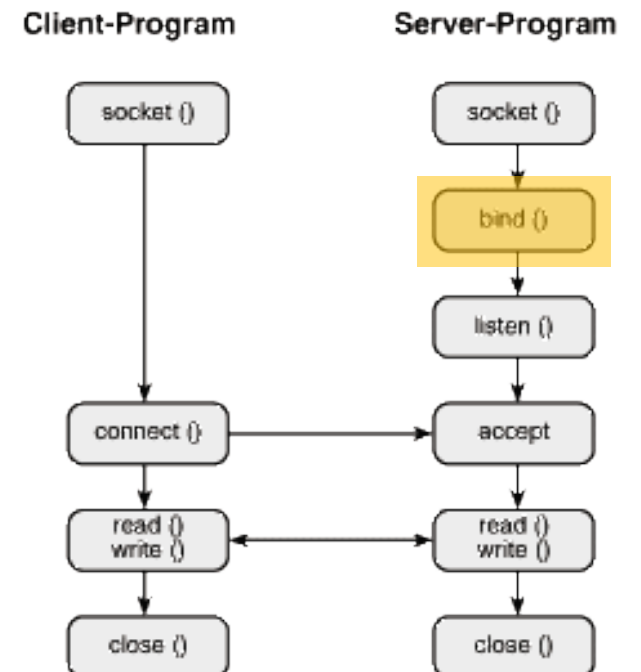 Client-Program
Server-Program
socket ()
socket ()
bind ()
listen ()
connect ()
accept
read ()
write ()
read ()
write ()
close ()
close ()